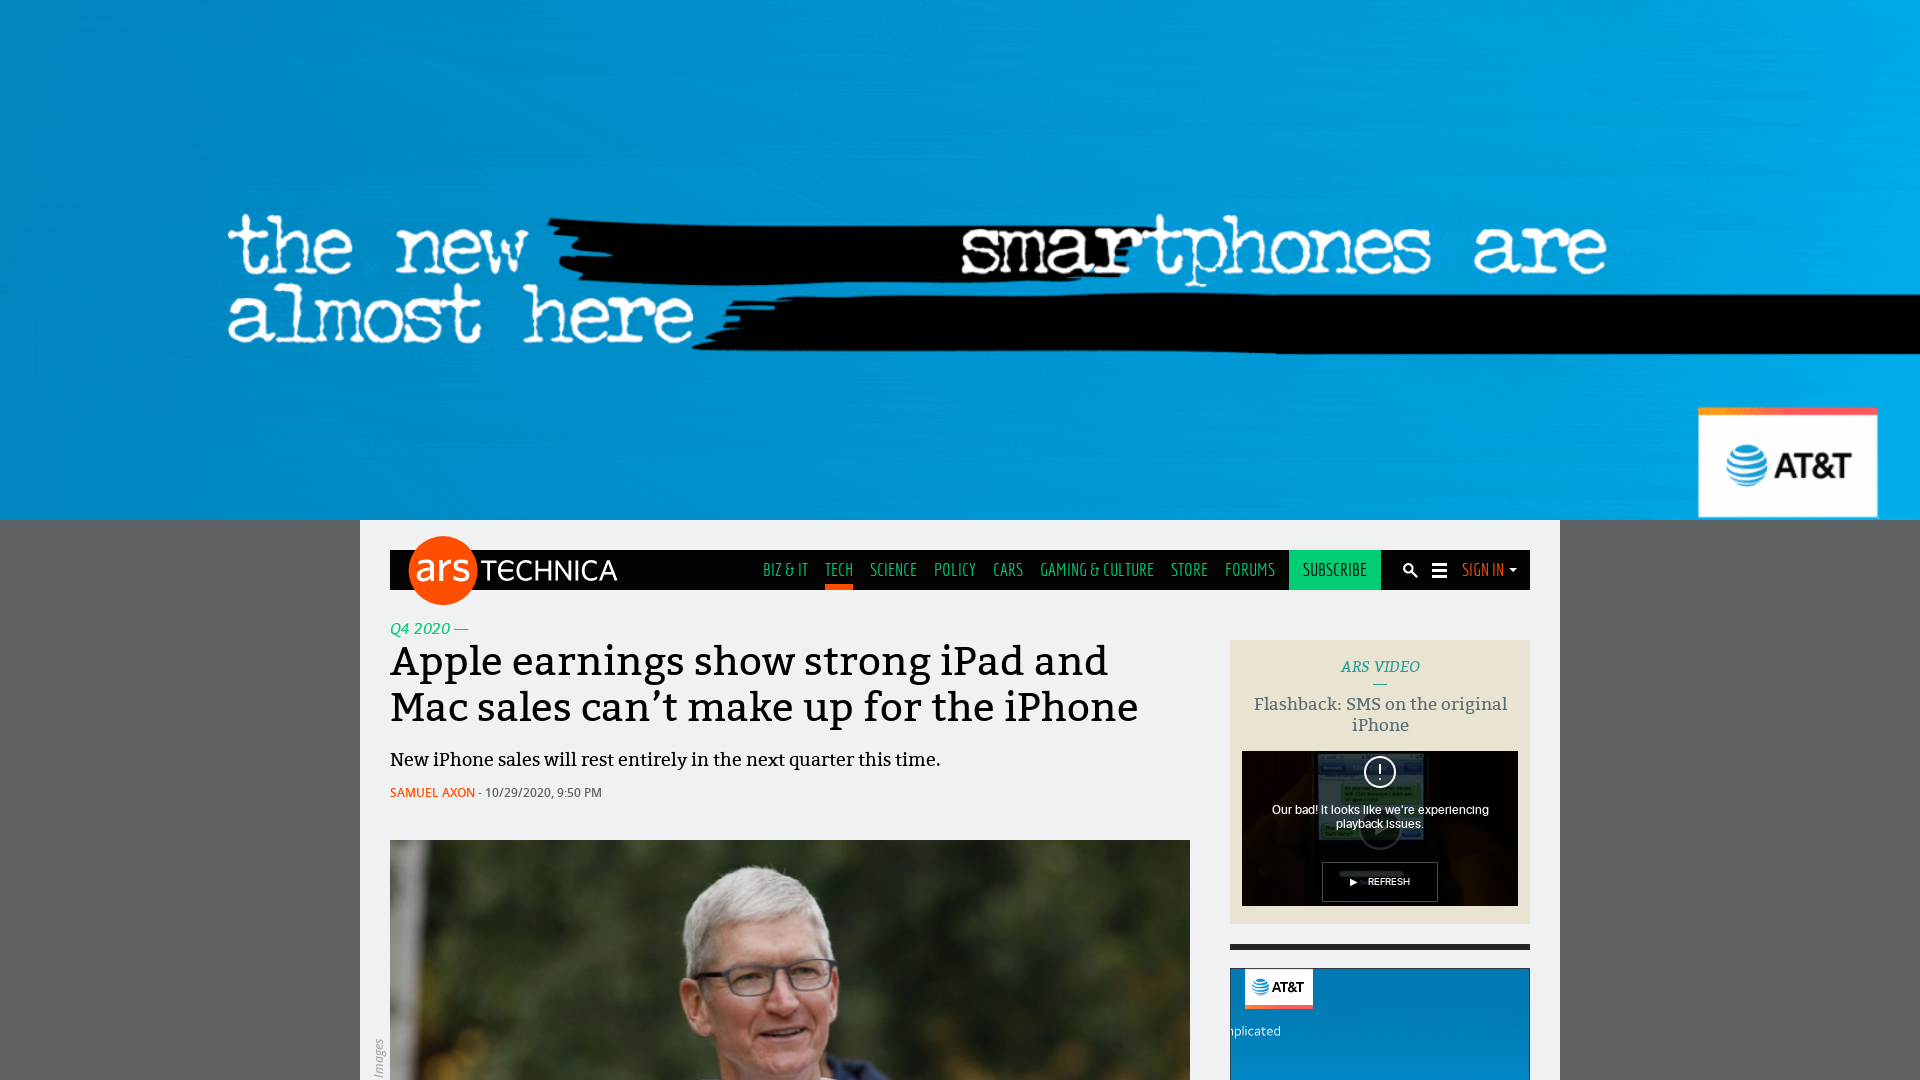 the new smartphones are
almost here
AT&T
ars TECHNICA
BIZ & IT TECH SCIENCE POLICY CARS GAMING & CULTURE STORE FORUMS SUBSCRIBE SIGN IN
Q4 2020 —
Apple earnings show strong iPad and
Mac sales can’t make up for the iPhone
New iPhone sales will rest entirely in the next quarter this time.
SAMUEL AXON - 10/29/2020, 9:50 PM
Images
ARS VIDEO
Flashback: SMS on the original
iPhone
Our bad! It looks like we're experiencing
playback issues.
REFRESH
AT&T
plicated